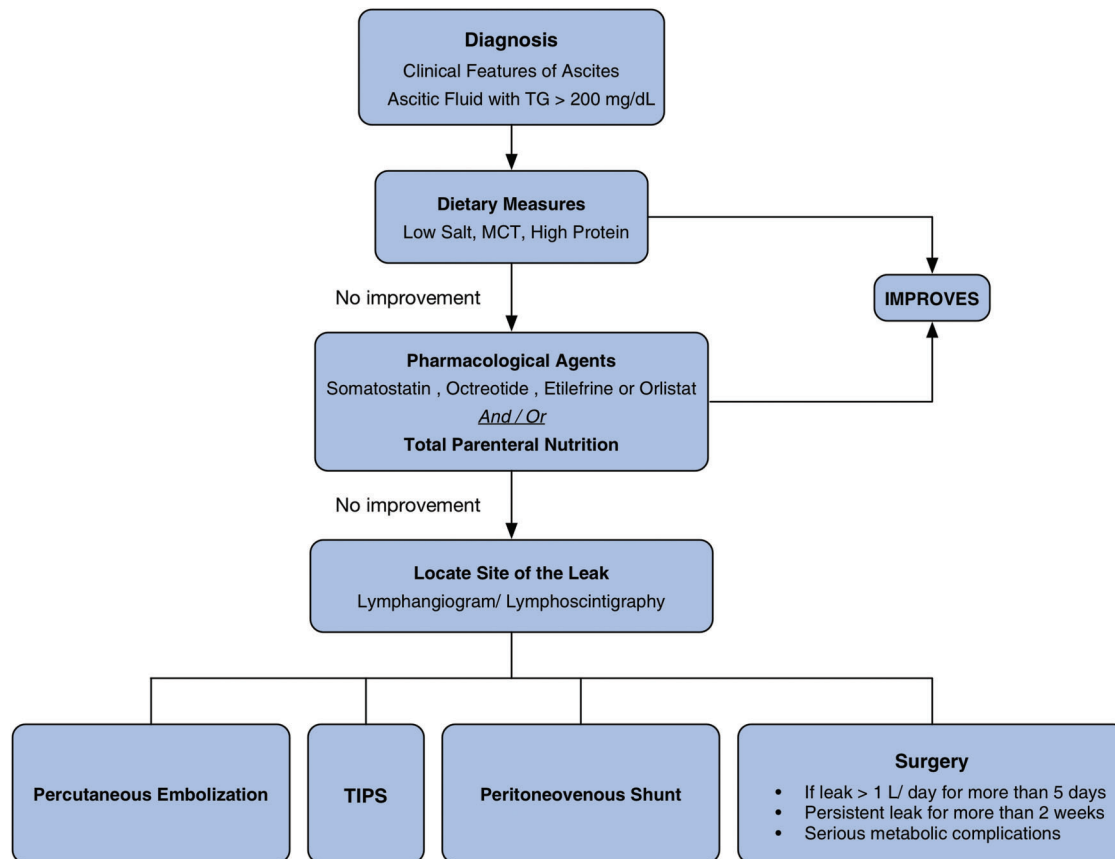 Diagnosis
Clinical Features of Ascites
Ascitic Fluid with TG > 200 mg/dL
Dietary Measures
Low Salt, MCT, High Protein
No improvement
IMPROVES
Pharmacological Agents
Somatostatin , Octreotide , Etilefrine or Orlistat
And / Or
Total Parenteral Nutrition
No improvement
Locate Site of the Leak
Lymphangiogram/ Lymphoscintigraphy
Percutaneous Embolization
TIPS
Peritoneovenous Shunt
Surgery
• If leak > 1 L/ day for more than 5 days
• Persistent leak for more than 2 weeks
• Serious metabolic complications